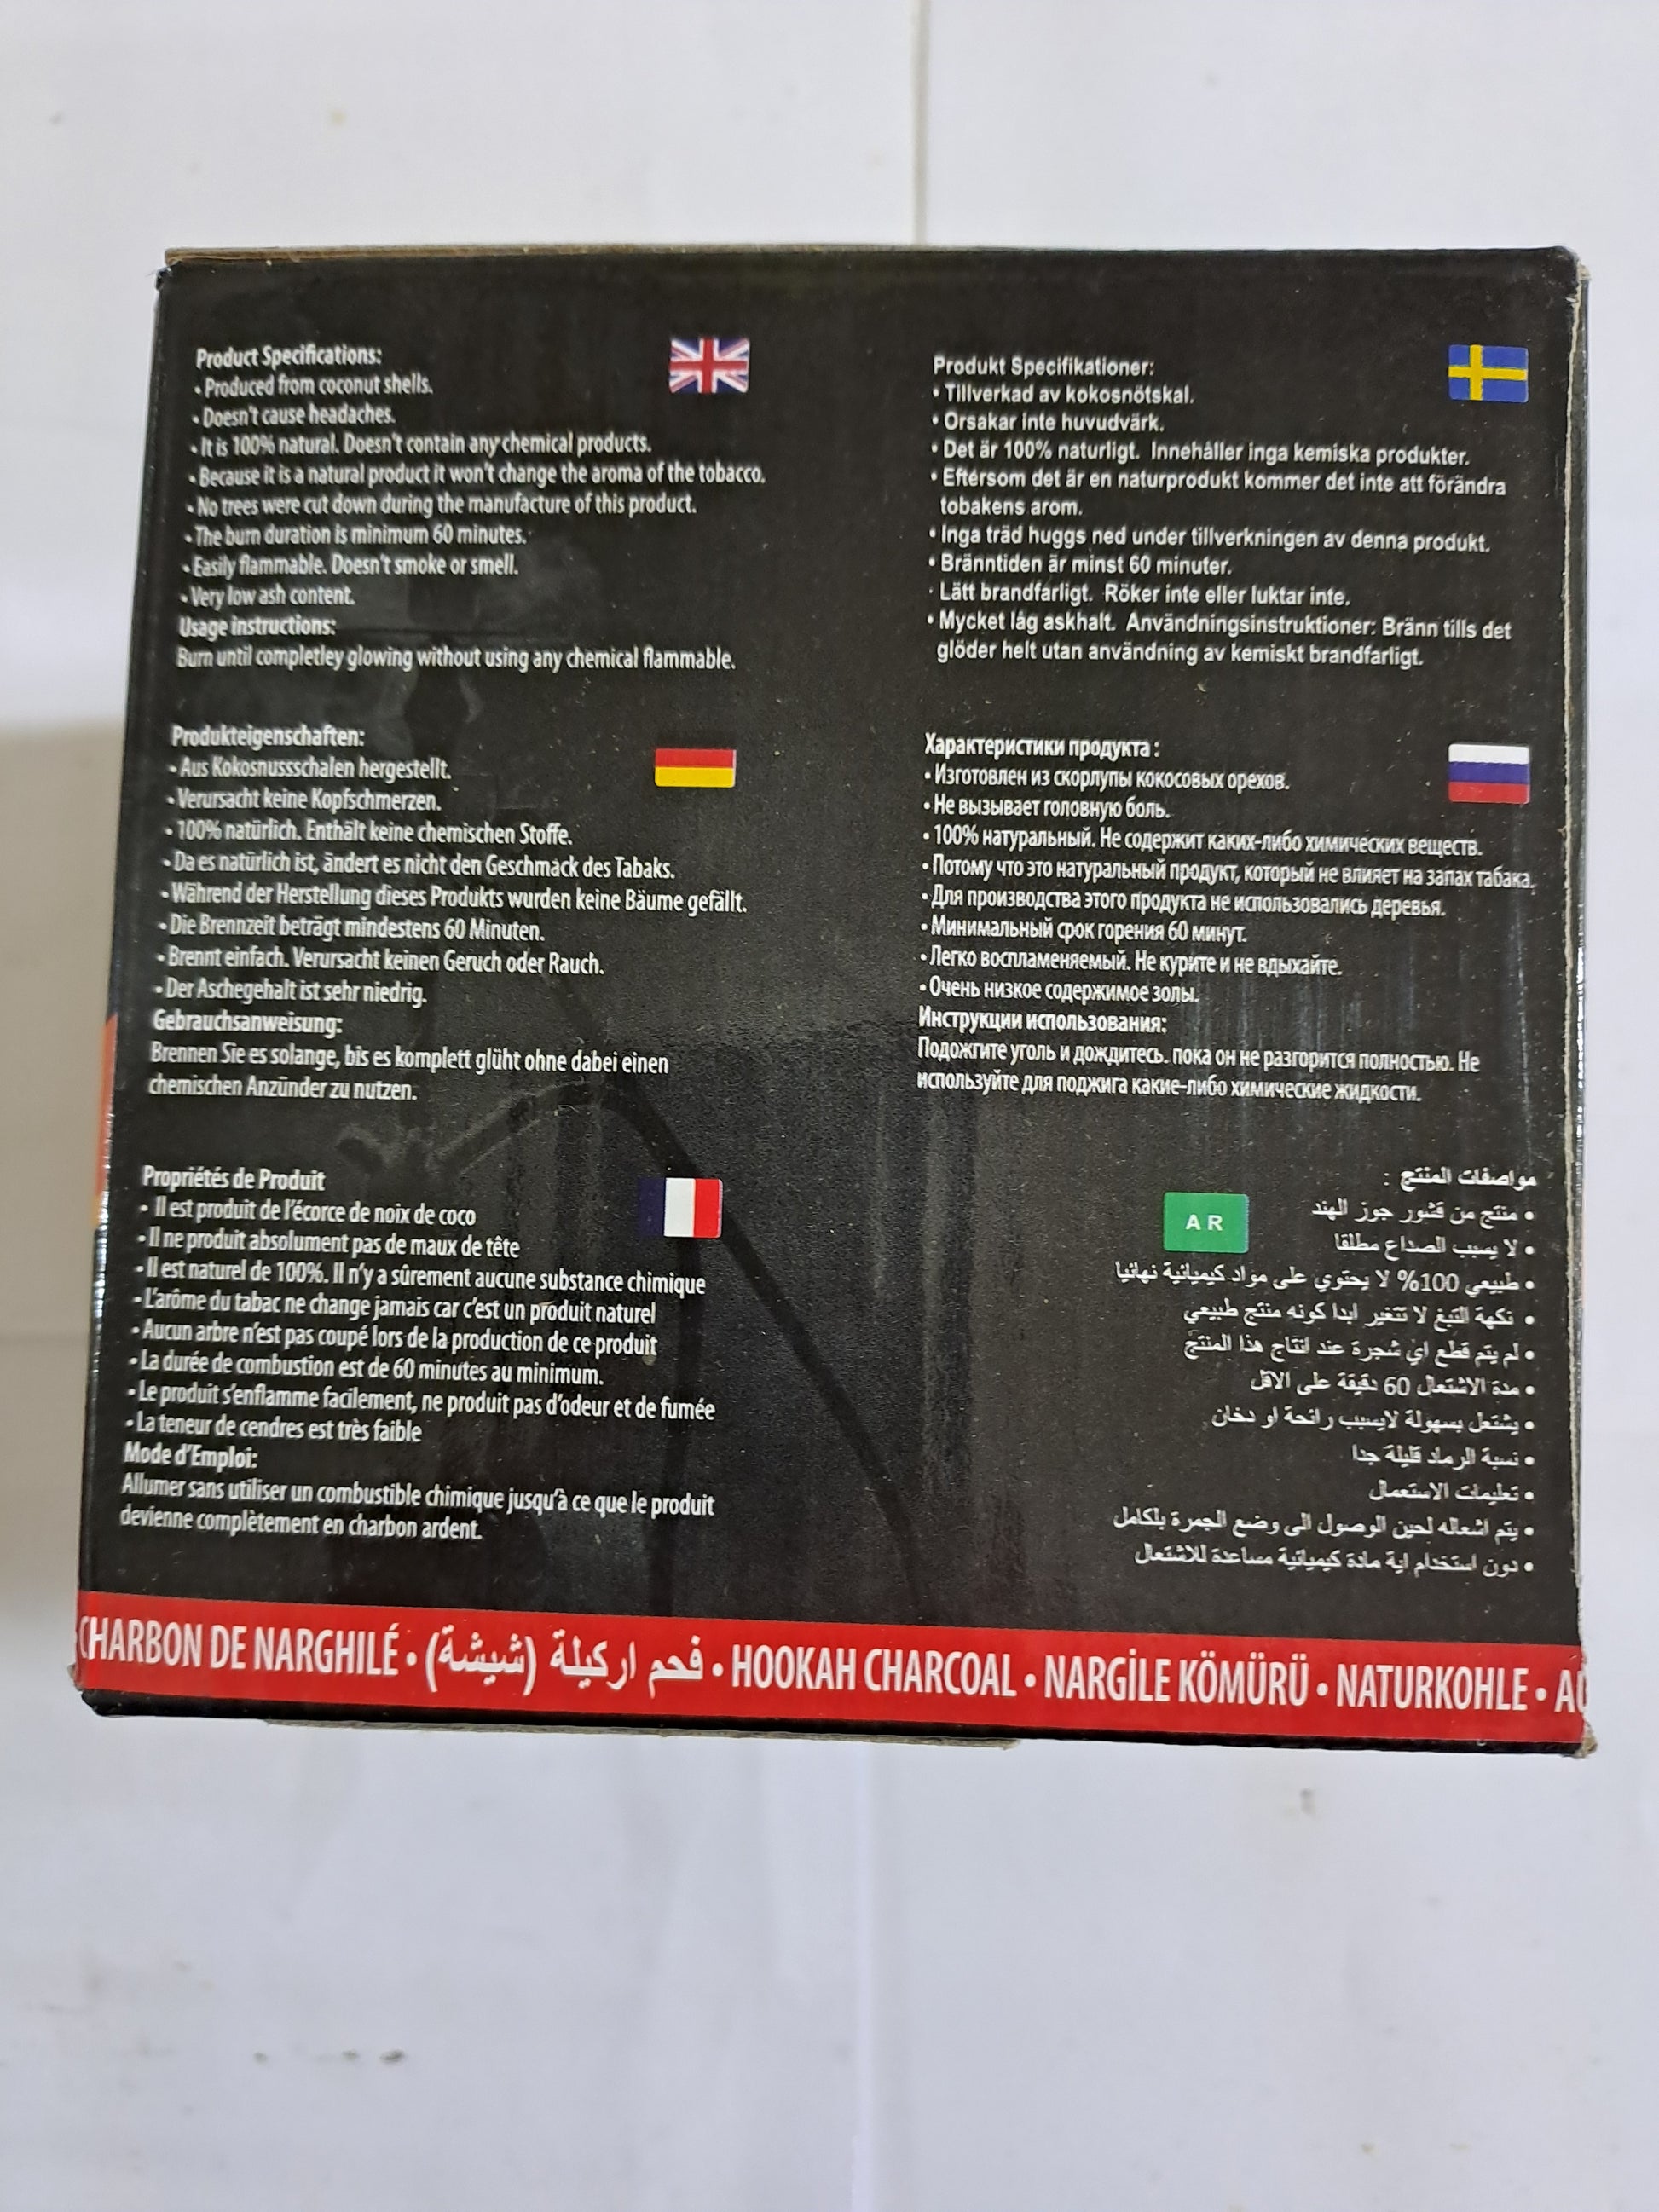 Product Specifications:
• Produced from coconut shells.
• Doesn't cause headaches.
• It is 100% natural. Doesn't contain any chemical products.
• Because it is a natural product it won't change the aroma of the tobacco.
• No trees were cut down during the manufacture of this product.
• The burn duration is minimum 60 minutes.
• Easily flammable. Doesn't smoke or smell.
• Very low ash content.
Usage instructions:
Burn until completley glowing without using any chemical flammable.
Produkt Specifikationer:
• Tillverkad av kokosnötskal.
• Orsakar inte huvudvärk.
• Det är 100% naturligt. Innehåller inga kemiska produkter.
• Eftersom det är en naturprodukt kommer det inte att förändra
tobakens arom.
• Inga träd huggs ned under tillverkningen av denna produkt.
• Bränntiden är minst 60 minuter.
· Lätt brandfarligt. Röker inte eller luktar inte.
• Mycket låg askhalt. Användningsinstruktioner: Bränn tills det
glöder helt utan användning av kemiskt brandfarligt.
Produkteigenschaften:
• Aus Kokosnussschalen hergestellt.
• Verursacht keine Kopfschmerzen.
• 100% natürlich. Enthält keine chemischen Stoffe.
• Da es natürlich ist, ändert es nicht den Geschmack des Tabaks.
• Während der Herstellung dieses Produkts wurden keine Bäume gefällt.
• Die Brennzeit beträgt mindestens 60 Minuten.
• Brennt einfach. Verursacht keinen Geruch oder Rauch.
• Der Aschegehalt ist sehr niedrig.
Gebrauchsanweisung:
Brennen Sie es solange, bis es komplett glüht ohne dabei einen
chemischen Anzünder zu nutzen.
Характеристики продукта :
• Изготовлен из скорлупы кокосовых орехов.
• Не вызывает головную боль.
• 100% натуральный. Не содержит каких-либо химических веществ.
• Потому что это натуральный продукт, который не влияет на запах табака.
• Для производства этого продукта не использовались деревья.
• Минимальный срок горения 60 минут.
• Легко воспламеняемый. Не курите и не вдыхайте.
• Очень низкое содержимое золы.
Инструкции использования:
Подожгите уголь и дождитесь. пока он не разгорится полностью. Не
используйте для поджига какие-либо химические жидкости.
Propriétés de Produit
• Il est produit de l'écorce de noix de coco
• Il ne produit absolument pas de maux de tête
• Il est naturel de 100%. Il n'y a sûrement aucune substance chimique
• L'arôme du tabac ne change jamais car c'est un produit naturel
• Aucun arbre n'est pas coupé lors de la production de ce produit
• La durée de combustion est de 60 minutes au minimum.
• Le produit s'enflamme facilement, ne produit pas d'odeur et de fumée
• La teneur de cendres est très faible
Mode d'Emploi:
Allumer sans utiliser un combustible chimique jusqu'à ce que le produit
devienne complètement en charbon ardent.
AR
مواصفات المنتج :
• منتج من قشور جوز الهند
• لا يسبب الصداع مطلقا
• طبيعي 100% لا يحتوي على مواد كيميائية نهائيا
• نكهة التبغ لا تتغير ابدا كونه منتج طبيعي
• لم يتم قطع اي شجرة عند انتاج هذا المنتج
• مدة الاشتعال 60 دقيقة على الاقل
• يشتعل بسهولة لايسبب رائحة او دخان
• نسبة الرماد قليلة جدا
• تعليمات الاستعمال
• يتم اشعاله لحين الوصول الى وضع الجمرة بلكامل
• دون استخدام اية مادة كيميائية مساعدة للاشتعال
CHARBON DE NARGHILÉ • فحم اركيلة (شيشة) • HOOKAH CHARCOAL • NARGİLE KÖMÜRÜ • NATURKOHLE •